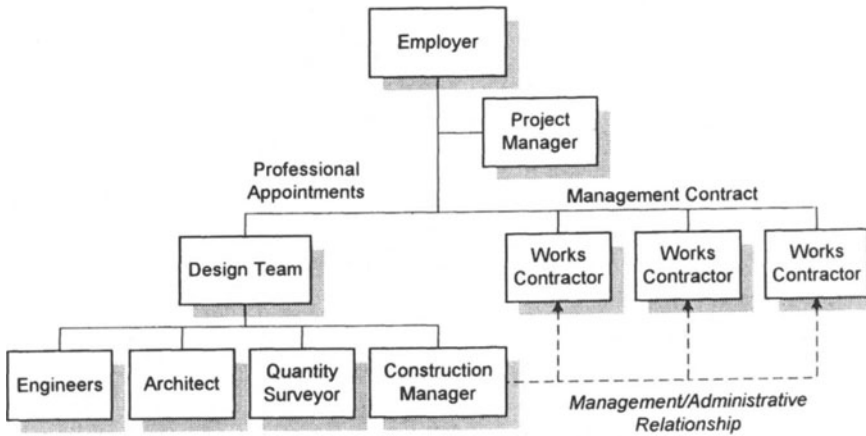 Employer
Project
Manager
Professional
Appointments
Management Contract
Design Team
Works
Contractor
Works
Contractor
Works
Contractor
Engineers
Architect
Quantity
Surveyor
Construction
Manager
Management/Administrative
Relationship